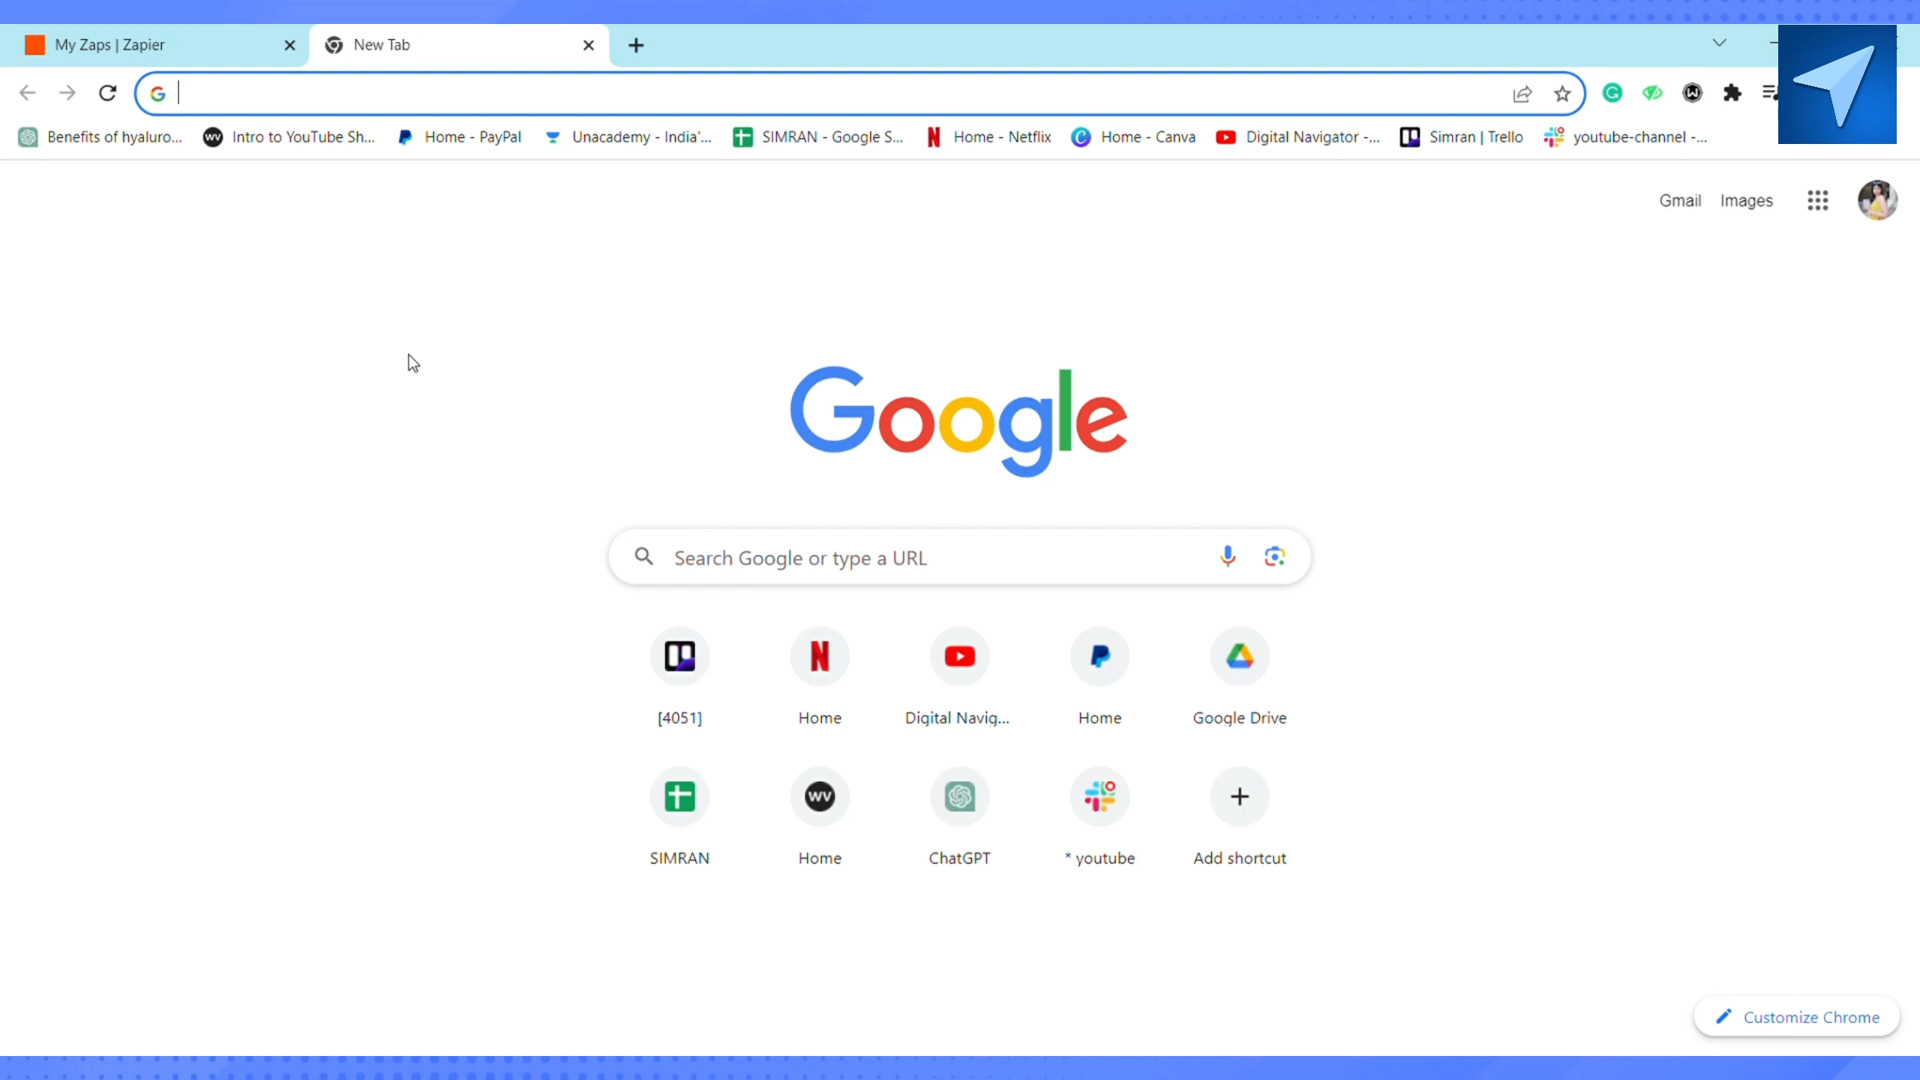 My Zaps | Zapier
New Tab
Benefits of hyaluro...
Intro to YouTube Sh...
Home - PayPal
Unacademy - India'...
SIMRAN - Google S...
Home - Netflix
Home - Canva
Digital Navigator -...
Simran | Trello
youtube-channel -...
Gmail
Images
Google
Search Google or type a URL
[4051]
Home
Digital Navig...
Home
Google Drive
SIMRAN
Home
ChatGPT
* youtube
Add shortcut
Customize Chrome